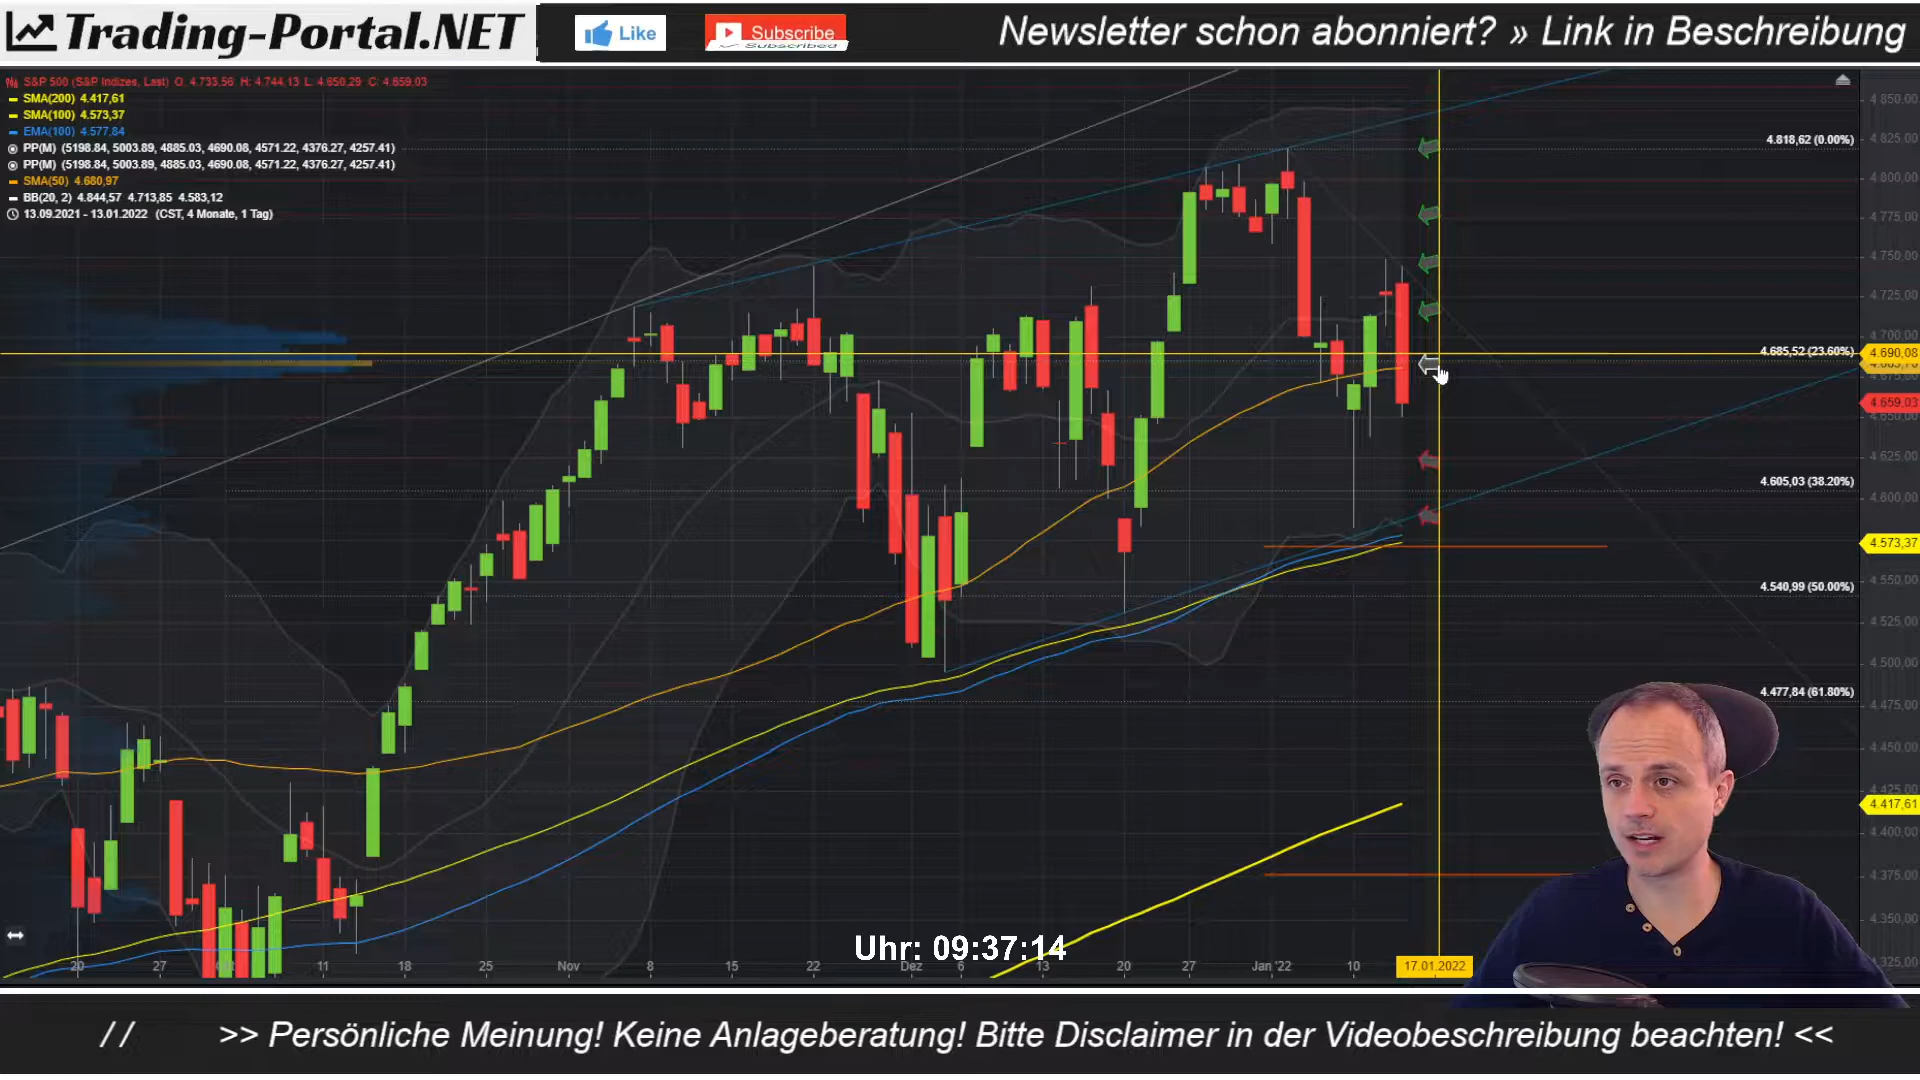 Trading-Portal.NET
Like
Subscribe
Subscribed
Newsletter schon abonniert? » Link in Beschreibung
S&P 500 (S&P Indizes, Last) O: 4.733,56 H: 4.744,13 L: 4.650,29 C: 4.659,03
SMA(200) 4.417,61
SMA(100) 4.573,37
EMA(100) 4.577,84
PP(M) (5198.84, 5003.89, 4885.03, 4690.08, 4571.22, 4376.27, 4257.41)
PP(M) (5198.84, 5003.89, 4885.03, 4690.08, 4571.22, 4376.27, 4257.41)
SMA(50) 4.680,97
BB(20, 2) 4.844,57 4.713,85 4.583,12
13.09.2021 - 13.01.2022 (CST, 4 Monate, 1 Tag)
4.850,00
4.825,00
4.818,62 (0.00%)
4.800,00
4.775,00
4.750,00
4.725,00
4.700,00
4.685,52 (23.60%)
4.690,08
4.675,00
4.659,03
4.650,00
4.625,00
4.605,03 (38.20%)
4.600,00
4.573,37
4.550,00
4.540,99 (50.00%)
4.525,00
4.500,00
4.477,84 (61.80%)
4.475,00
4.450,00
4.425,00
4.417,61
4.400,00
4.375,00
4.350,00
4.325,00
Uhr: 09:37:14
20 27 11 18 25 Nov 8 15 22 Dez 6 13 20 27 Jan '22 10 17.01.2022
// >> Persönliche Meinung! Keine Anlageberatung! Bitte Disclaimer in der Videobeschreibung beachten! <<